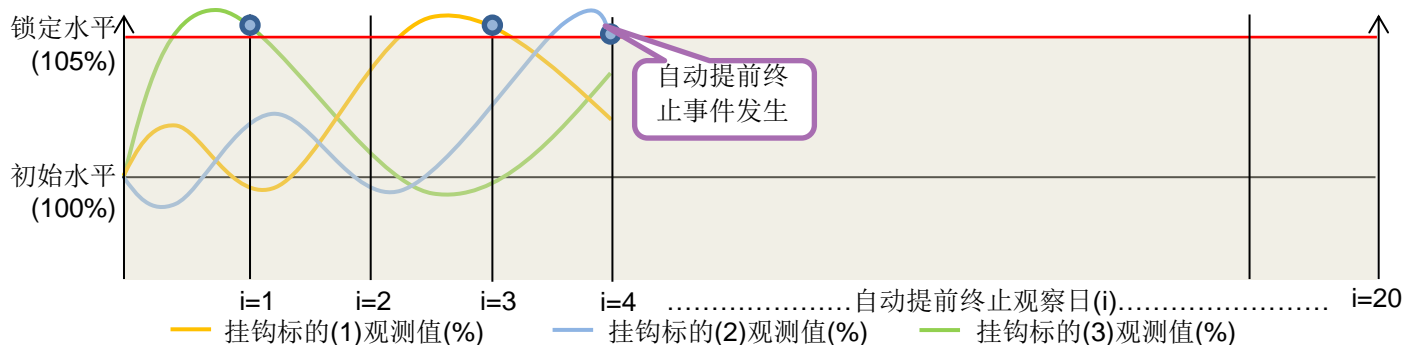 锁定水平
(105%)
自动提前终
止事件发生
初始水平
(100%)
i=1 i=2 i=3 i=4 …………………自动提前终止观察日(i)…………………… i=20
挂钩标的(1)观测值(%) 挂钩标的(2)观测值(%) 挂钩标的(3)观测值(%)